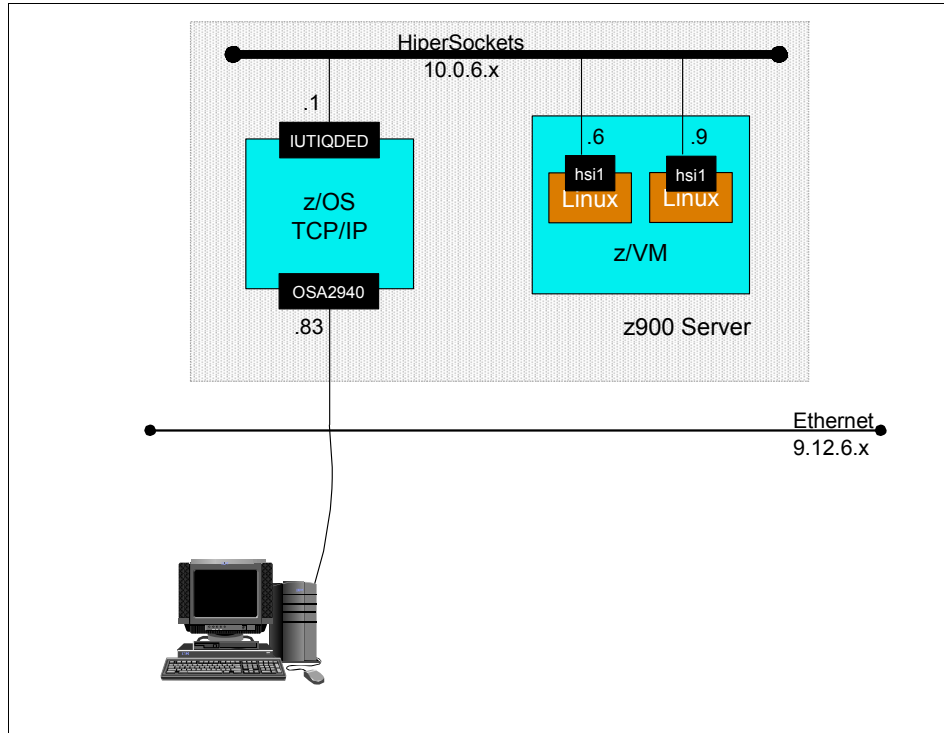 HiperSockets
10.0.6.x
.1
.6
.9
IUTIQDED
hsi1
hsi1
Linux
Linux
z/OS
TCP/IP
z/VM
OSA2940
.83
z900 Server
Ethernet
9.12.6.x